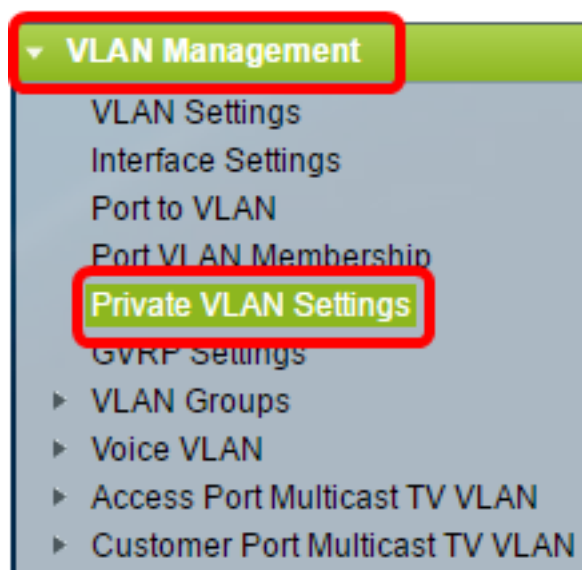 VLAN Management
VLAN Settings
Interface Settings
Port to VLAN
Port VLAN Membership
Private VLAN Settings
GVRP Settings
VLAN Groups
Voice VLAN
Access Port Multicast TV VLAN
Customer Port Multicast TV VLAN